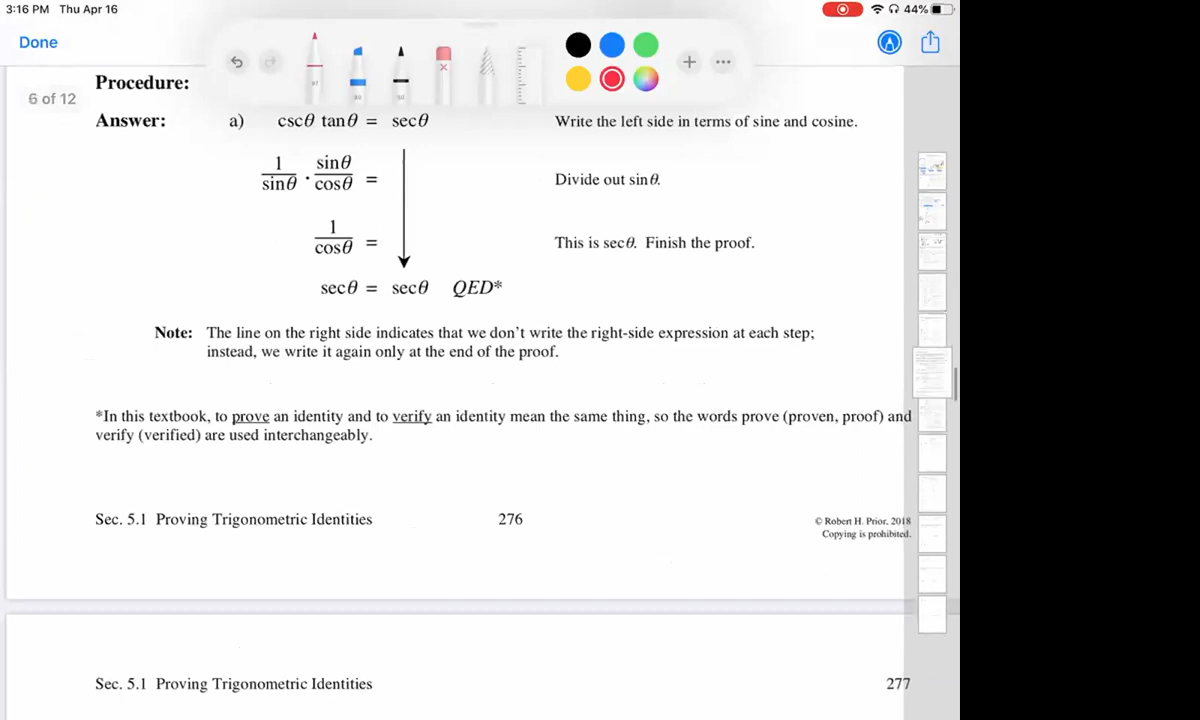 3:16 PM Thu Apr 16
44%
Done
6 of 12
Procedure:
Answer: a) cscθ tanθ = secθ Write the left side in terms of sine and cosine.
1/sinθ · sinθ/cosθ = Divide out sinθ.
1/cosθ = This is secθ. Finish the proof.
secθ = secθ QED*
Note: The line on the right side indicates that we don't write the right-side expression at each step;
instead, we write it again only at the end of the proof.
*In this textbook, to prove an identity and to verify an identity mean the same thing, so the words prove (proven, proof) and
verify (verified) are used interchangeably.
Sec. 5.1 Proving Trigonometric Identities 276 © Robert H. Prior, 2018
Copying is prohibited.
Sec. 5.1 Proving Trigonometric Identities 277